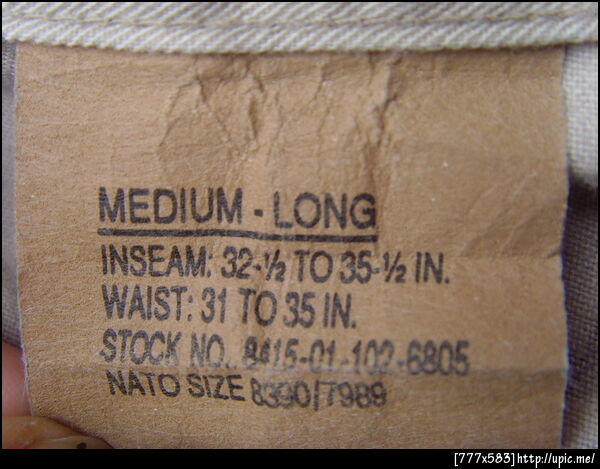 MEDIUM - LONG
INSEAM: 32-½ TO 35-½ IN.
WAIST: 31 TO 35 IN.
STOCK NO. 8415-01-102-6805
NATO SIZE 8390/7989
[777x583]http://upic.me/